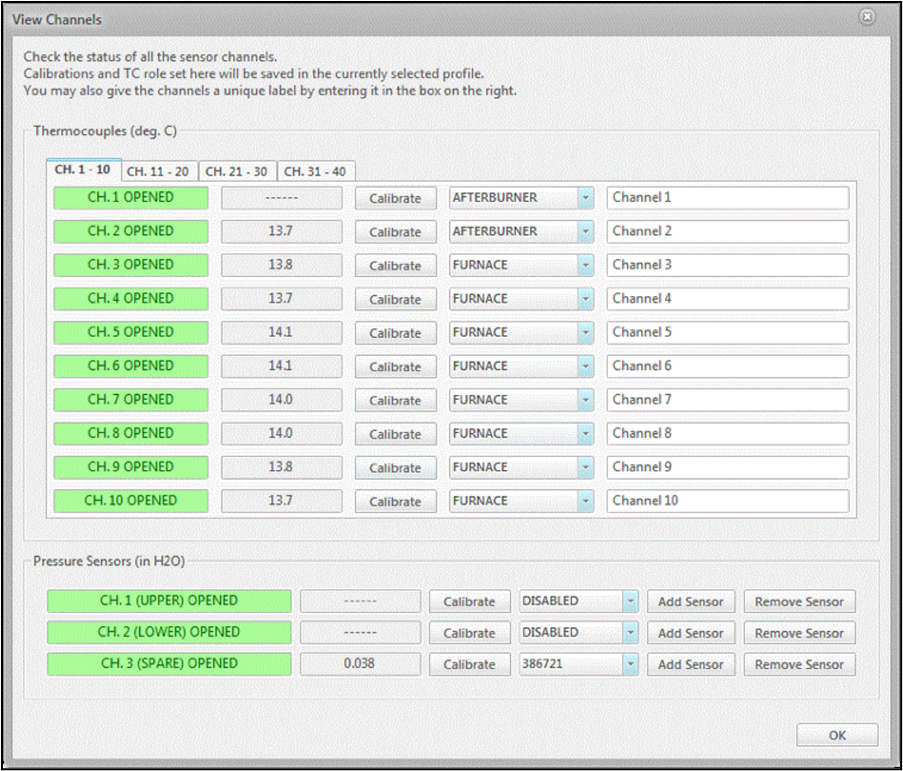 View Channels
Check the status of all the sensor channels.
Calibrations and TC role set here will be saved in the currently selected profile.
You may also give the channels a unique label by entering it in the box on the right.
Thermocouples (deg. C)
CH. 1 - 10 CH. 11 - 20 CH. 21 - 30 CH. 31 - 40
CH. 1 OPENED ------ Calibrate AFTERBURNER Channel 1
CH. 2 OPENED 13.7 Calibrate AFTERBURNER Channel 2
CH. 3 OPENED 13.8 Calibrate FURNACE Channel 3
CH. 4 OPENED 13.7 Calibrate FURNACE Channel 4
CH. 5 OPENED 14.1 Calibrate FURNACE Channel 5
CH. 6 OPENED 14.1 Calibrate FURNACE Channel 6
CH. 7 OPENED 14.0 Calibrate FURNACE Channel 7
CH. 8 OPENED 14.0 Calibrate FURNACE Channel 8
CH. 9 OPENED 13.8 Calibrate FURNACE Channel 9
CH. 10 OPENED 13.7 Calibrate FURNACE Channel 10
Pressure Sensors (in H2O)
CH. 1 (UPPER) OPENED ------ Calibrate DISABLED Add Sensor Remove Sensor
CH. 2 (LOWER) OPENED ------ Calibrate DISABLED Add Sensor Remove Sensor
CH. 3 (SPARE) OPENED 0.038 Calibrate 386721 Add Sensor Remove Sensor
OK